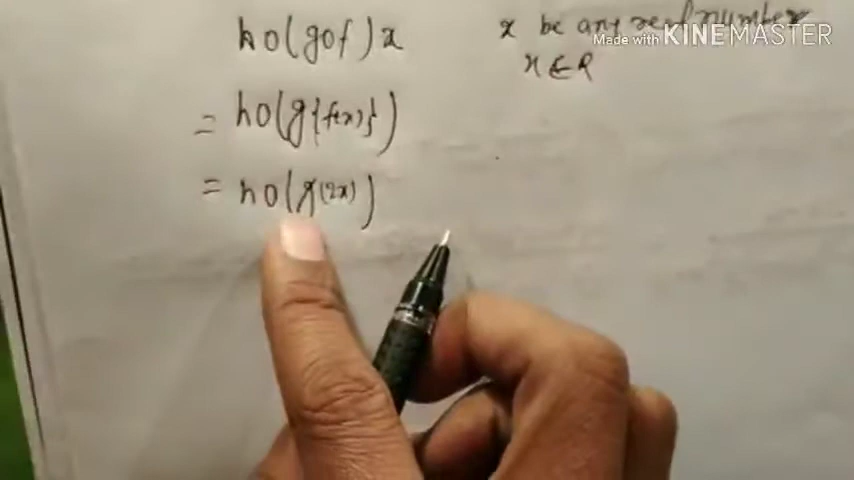 ho(gof)x
x be any real number
x ∈ R
Made with KINEMASTER
= ho(g{f(x)})
= ho(g(2x))